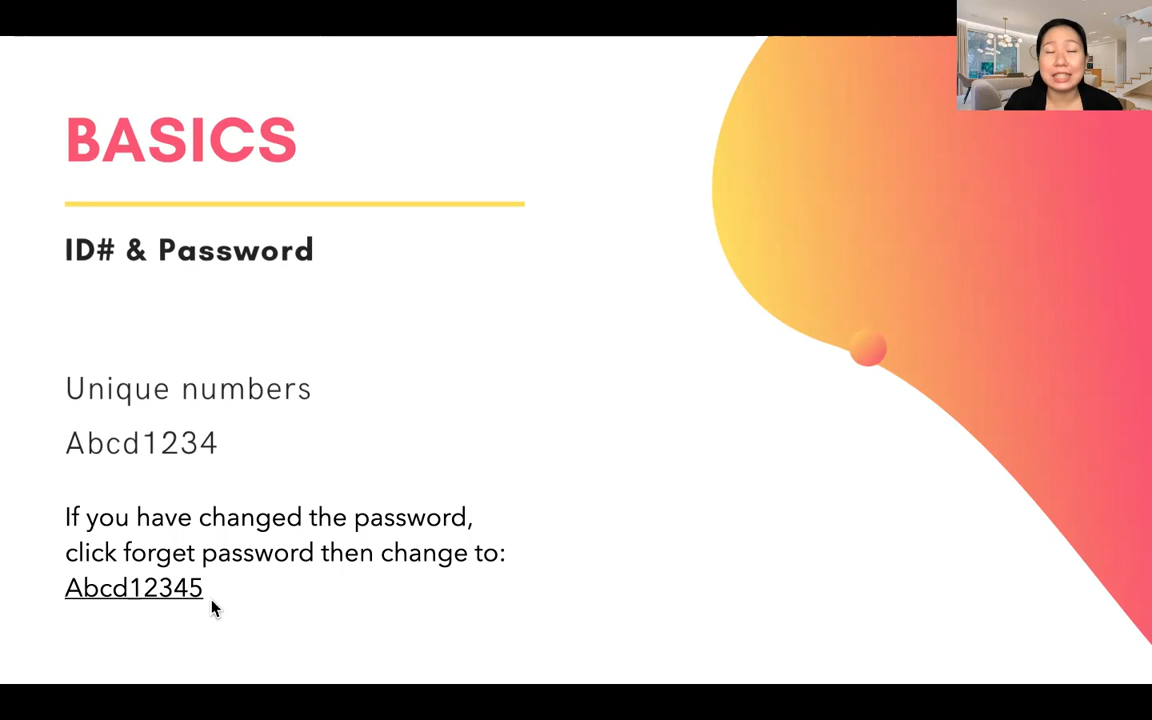 BASICS
ID# & Password
Unique numbers
Abcd1234
If you have changed the password,
click forget password then change to:
Abcd12345